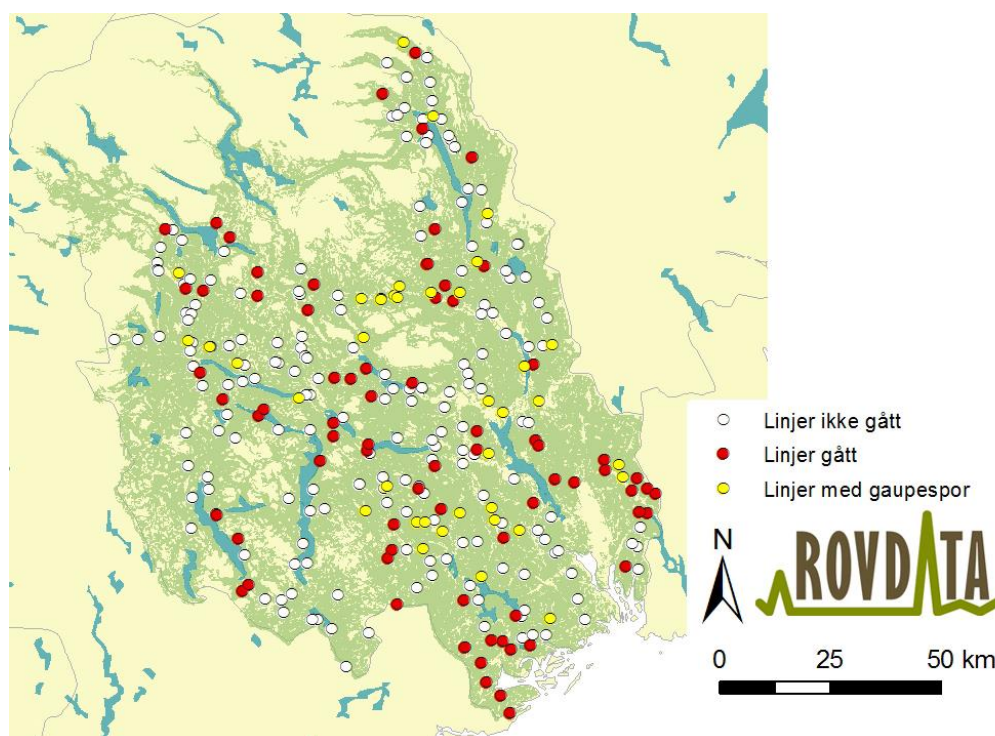 Linjer ikke gått
Linjer gått
Linjer med gaupespor
N
ROVDATA
0 25 50 km